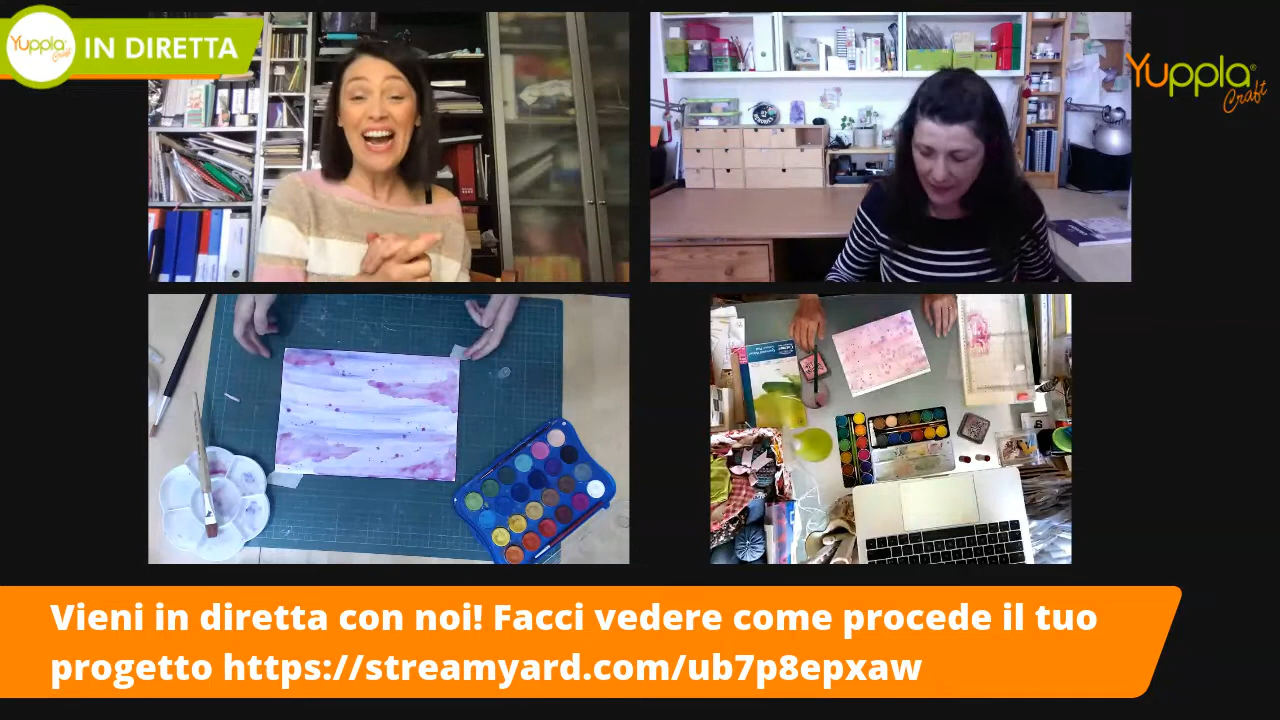 Yuppla® Craft
IN DIRETTA
Yuppla®
Craft
Vieni in diretta con noi! Facci vedere come procede il tuo
progetto https://streamyard.com/ub7p8epxaw